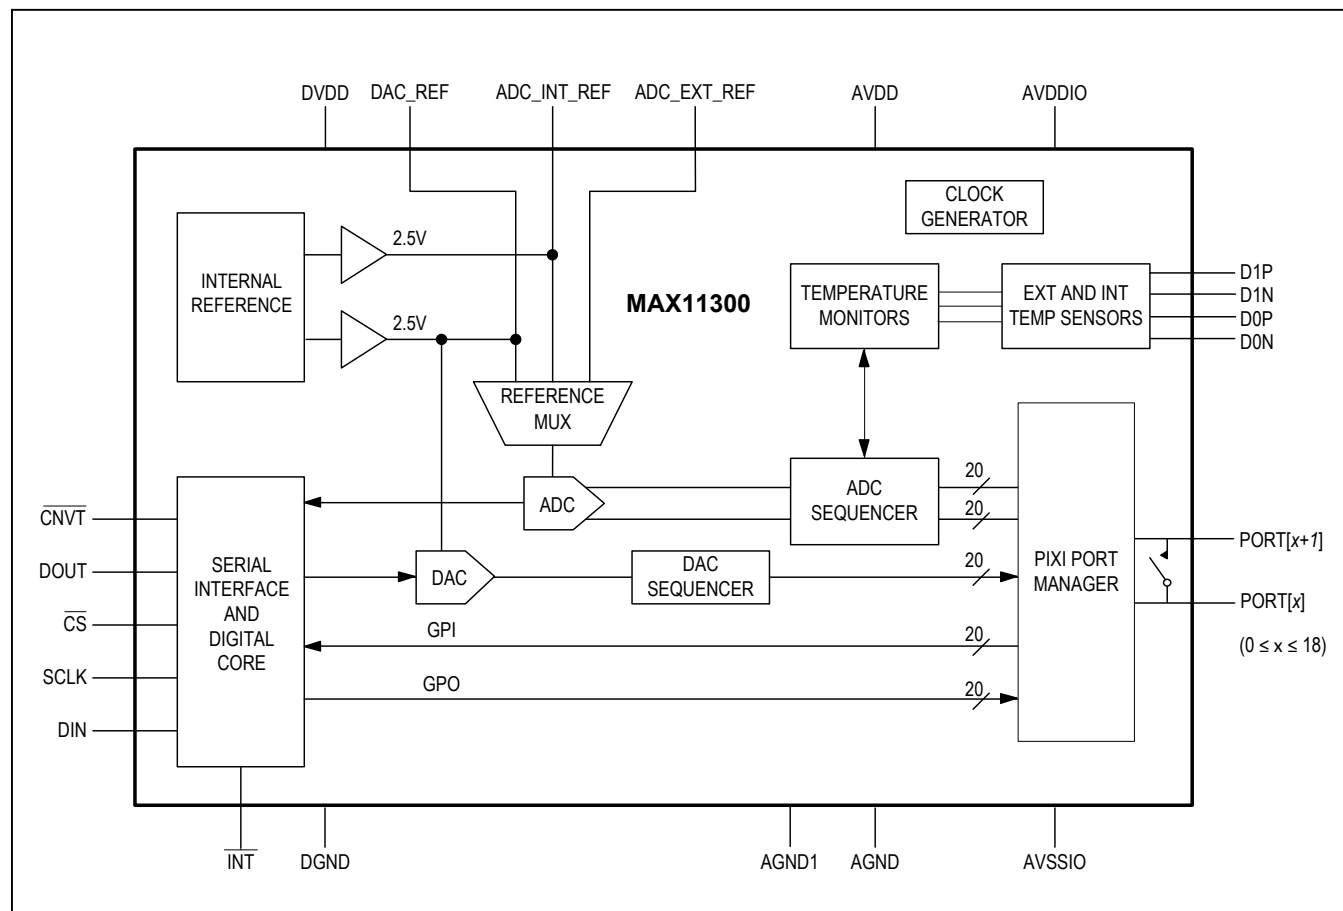 DVDD
DAC_REF
ADC_INT_REF
ADC_EXT_REF
AVDD
AVDDIO
CLOCK
GENERATOR
2.5V
INTERNAL
REFERENCE
2.5V
MAX11300
TEMPERATURE
MONITORS
EXT AND INT
TEMP SENSORS
D1P
D1N
D0P
D0N
REFERENCE
MUX
ADC
ADC
SEQUENCER
20
20
CNVT
DOUT
CS
SCLK
DIN
SERIAL
INTERFACE
AND
DIGITAL
CORE
DAC
DAC
SEQUENCER
20
PIXI PORT
MANAGER
PORT[x+1]
PORT[x]
(0 ≤ x ≤ 18)
GPI
20
GPO
20
INT
DGND
AGND1
AGND
AVSSIO